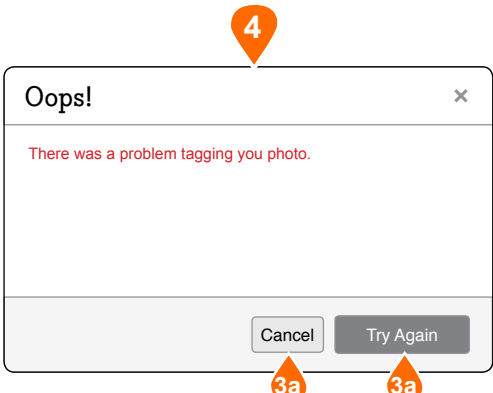 4
Oops! ×
There was a problem tagging you photo.
Cancel Try Again
3a 3a